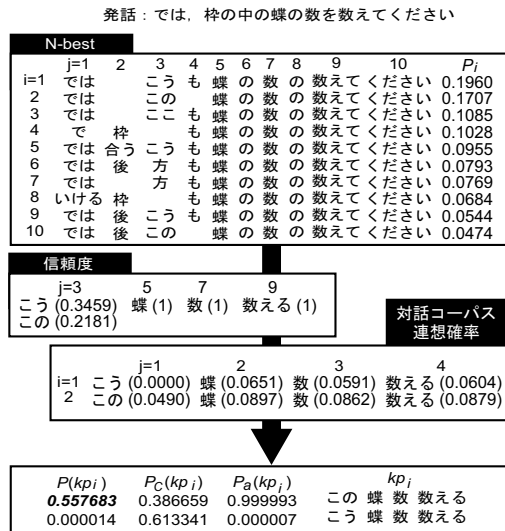 発話：では，枠の中の蝶の数を数えてください
N-best
j=1 2 3 4 5 6 7 8 9 10 Pi
i=1 では こう も 蝶 の 数 の 数えて ください 0.1960
2 では この 蝶 の 数 の 数えて ください 0.1707
3 では ここ も 蝶 の 数 の 数えて ください 0.1085
4 で 枠 も 蝶 の 数 の 数えて ください 0.1028
5 では 合う こう も 蝶 の 数 の 数えて ください 0.0955
6 では 後 方 も 蝶 の 数 の 数えて ください 0.0793
7 では 方 も 蝶 の 数 の 数えて ください 0.0769
8 いける 枠 も 蝶 の 数 の 数えて ください 0.0684
9 では 後 こう も 蝶 の 数 の 数えて ください 0.0544
10 では 後 この 蝶 の 数 の 数えて ください 0.0474
信頼度
j=3 5 7 9
こう (0.3459) 蝶 (1) 数 (1) 数える (1)
この (0.2181)
対話コーパス
連想確率
j=1 2 3 4
i=1 こう (0.0000) 蝶 (0.0651) 数 (0.0591) 数える (0.0604)
2 この (0.0490) 蝶 (0.0897) 数 (0.0862) 数える (0.0879)
P(kpi) PC(kpi) Pa(kpi) kpi
0.557683 0.386659 0.999993 この 蝶 数 数える
0.000014 0.613341 0.000007 こう 蝶 数 数える